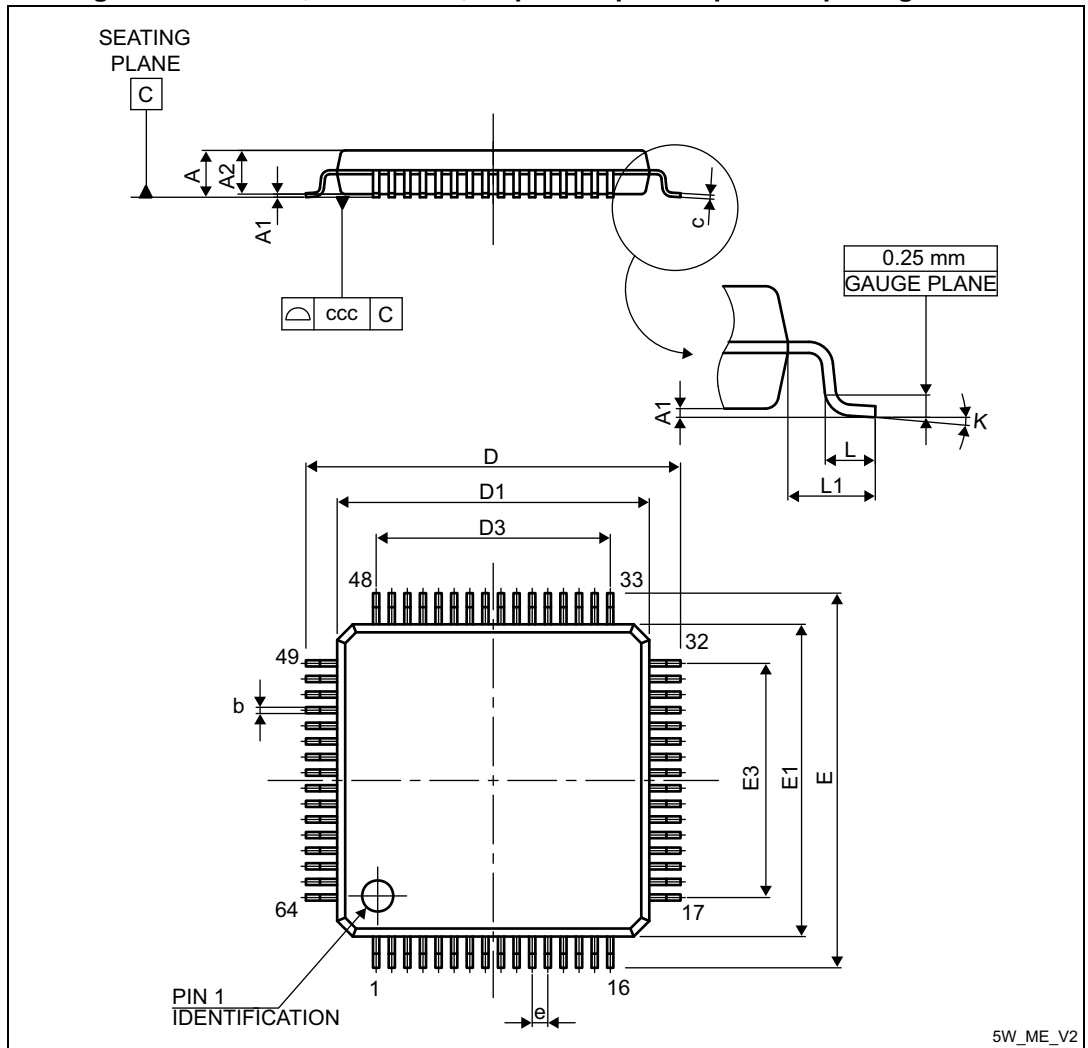 SEATING
PLANE
C
A
A2
A1
c
0.25 mm
GAUGE PLANE
ccc C
A1
K
L
L1
D
D1
D3
48 33
49 32
b
E3
E1
E
64 17
1 16
PIN 1
IDENTIFICATION
e
5W_ME_V2